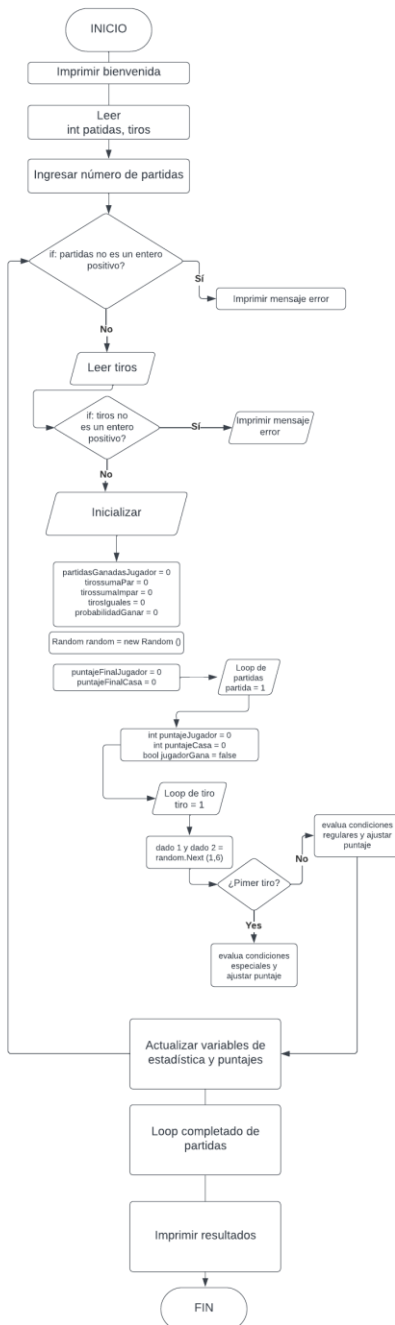 INICIO
Imprimir bienvenida
Leer
int patidas, tiros
Ingresar número de partidas
if: partidas no es un entero
positivo?
Sí
Imprimir mensaje error
No
Leer tiros
if: tiros no
es un entero
positivo?
Sí
Imprimir mensaje
error
No
Inicializar
partidasGanadasJugador = 0
tirossumaPar = 0
tirossumaImpar = 0
tirosIguales = 0
probabilidadGanar = 0
Random random = new Random ()
puntajeFinalJugador = 0
puntajeFinalCasa = 0
Loop de
partidas
partida = 1
int puntajeJugador = 0
int puntajeCasa = 0
bool jugadorGana = false
Loop de tiro
tiro = 1
dado 1 y dado 2 =
random.Next (1,6)
¿Pimer tiro?
No
evalua condiciones
regulares y ajustar
puntaje
Yes
evalua condiciones
especiales y
ajustar puntaje
Actualizar variables de
estadística y puntajes
Loop completado de
partidas
Imprimir resultados
FIN